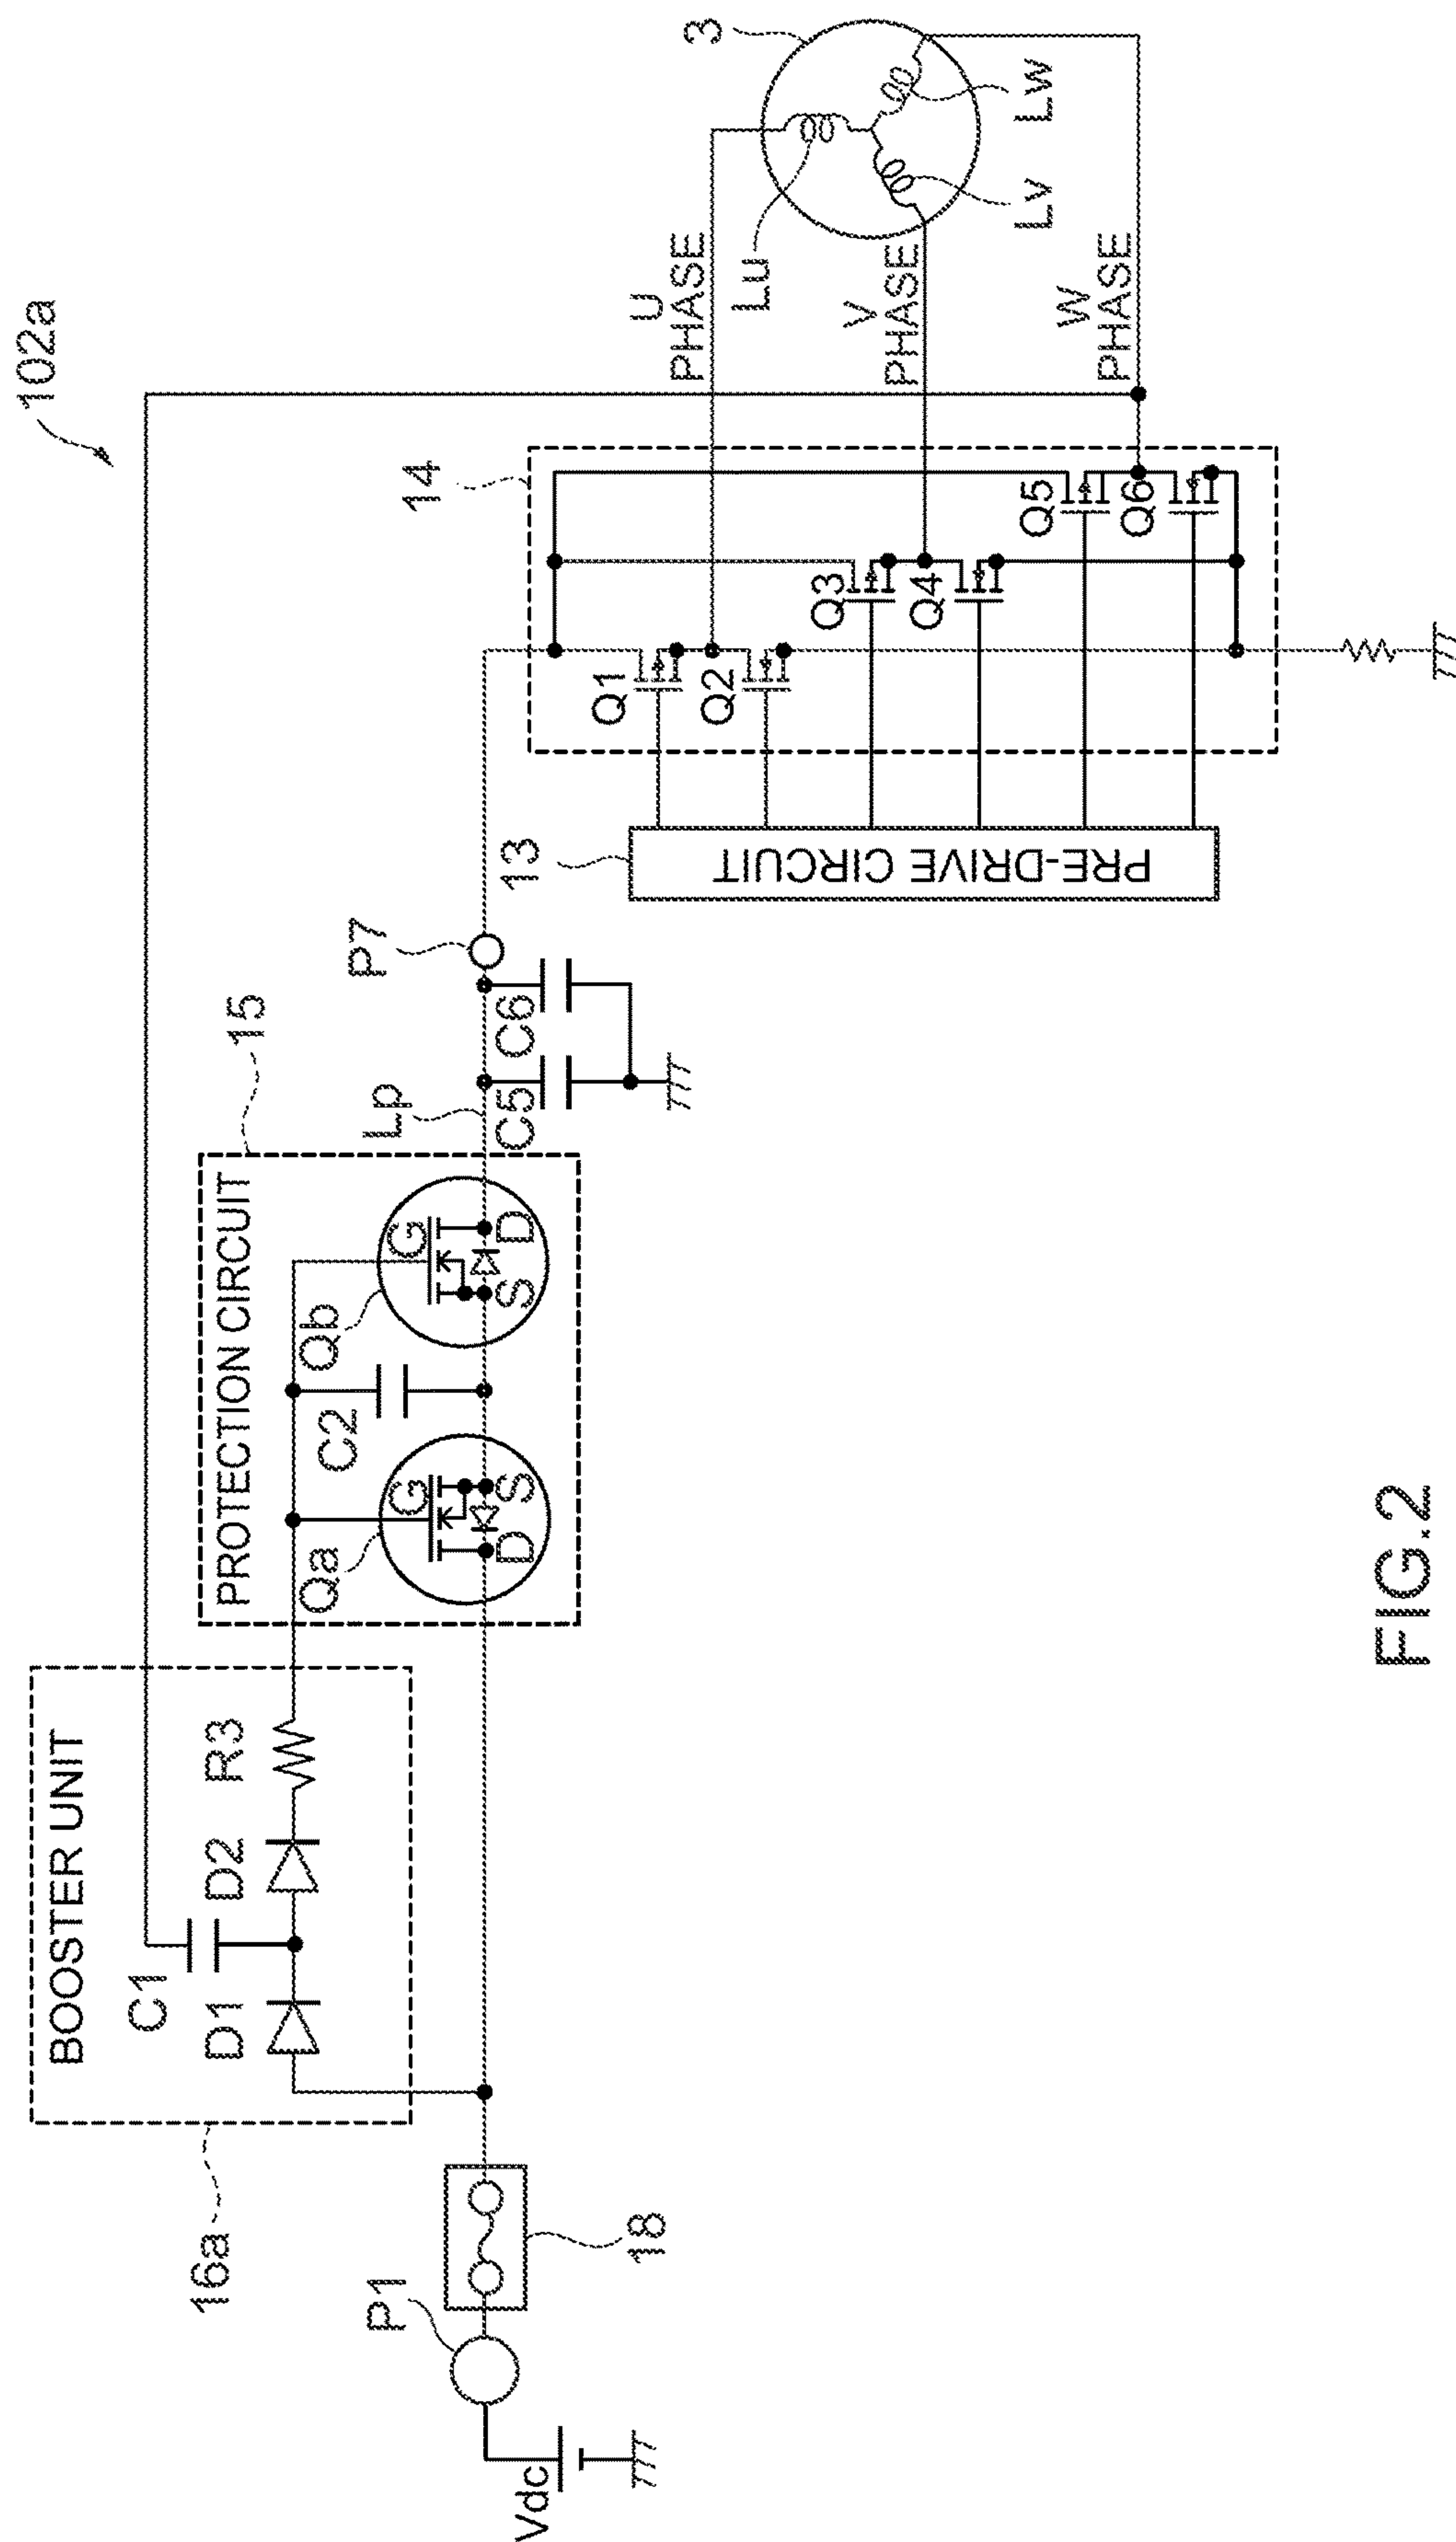 102a
BOOSTER UNIT
16a
C1
D1
D2
R3
PROTECTION CIRCUIT
15
Qa
G
D
S
C2
Qb
G
S
D
Lp
C5
C6
P7
Vdc
P1
18
13
PRE-DRIVE CIRCUIT
14
Q1
Q2
Q3
Q4
Q5
Q6
U
PHASE
V
PHASE
W
PHASE
Lu
Lv
Lw
3
FIG.2